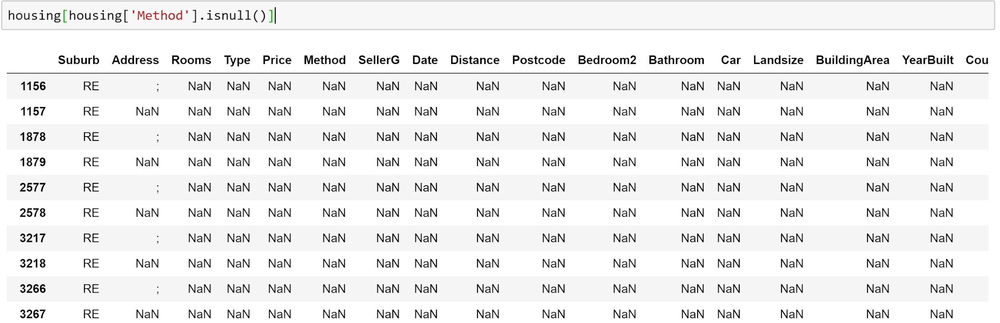 housing[housing['Method'].isnull()]
Suburb Address Rooms Type Price Method SellerG Date Distance Postcode Bedroom2 Bathroom Car Landsize BuildingArea YearBuilt Cou
1156 RE ; NaN NaN NaN NaN NaN NaN NaN NaN NaN NaN NaN NaN NaN NaN
1157 RE NaN NaN NaN NaN NaN NaN NaN NaN NaN NaN NaN NaN NaN NaN NaN
1878 RE ; NaN NaN NaN NaN NaN NaN NaN NaN NaN NaN NaN NaN NaN NaN
1879 RE NaN NaN NaN NaN NaN NaN NaN NaN NaN NaN NaN NaN NaN NaN NaN
2577 RE ; NaN NaN NaN NaN NaN NaN NaN NaN NaN NaN NaN NaN NaN NaN
2578 RE NaN NaN NaN NaN NaN NaN NaN NaN NaN NaN NaN NaN NaN NaN NaN
3217 RE ; NaN NaN NaN NaN NaN NaN NaN NaN NaN NaN NaN NaN NaN NaN
3218 RE NaN NaN NaN NaN NaN NaN NaN NaN NaN NaN NaN NaN NaN NaN NaN
3266 RE ; NaN NaN NaN NaN NaN NaN NaN NaN NaN NaN NaN NaN NaN NaN
3267 RE NaN NaN NaN NaN NaN NaN NaN NaN NaN NaN NaN NaN NaN NaN NaN